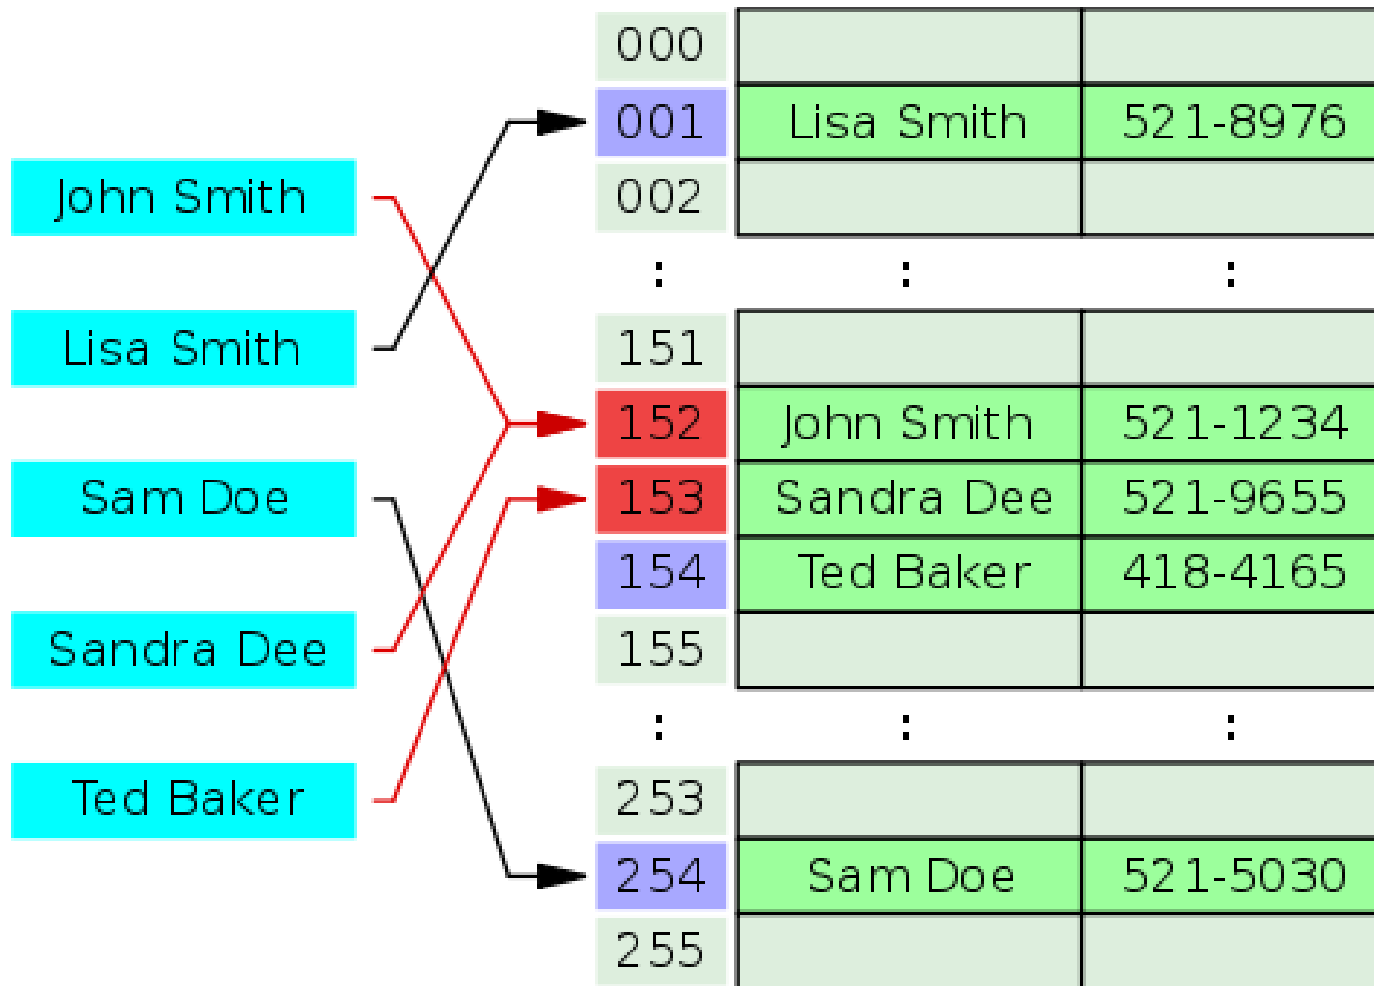 John Smith
Lisa Smith
Sam Doe
Sandra Dee
Ted Baker
000
001 Lisa Smith 521-8976
002
: : :
151
152 John Smith 521-1234
153 Sandra Dee 521-9655
154 Ted Baker 418-4165
155
: : :
253
254 Sam Doe 521-5030
255